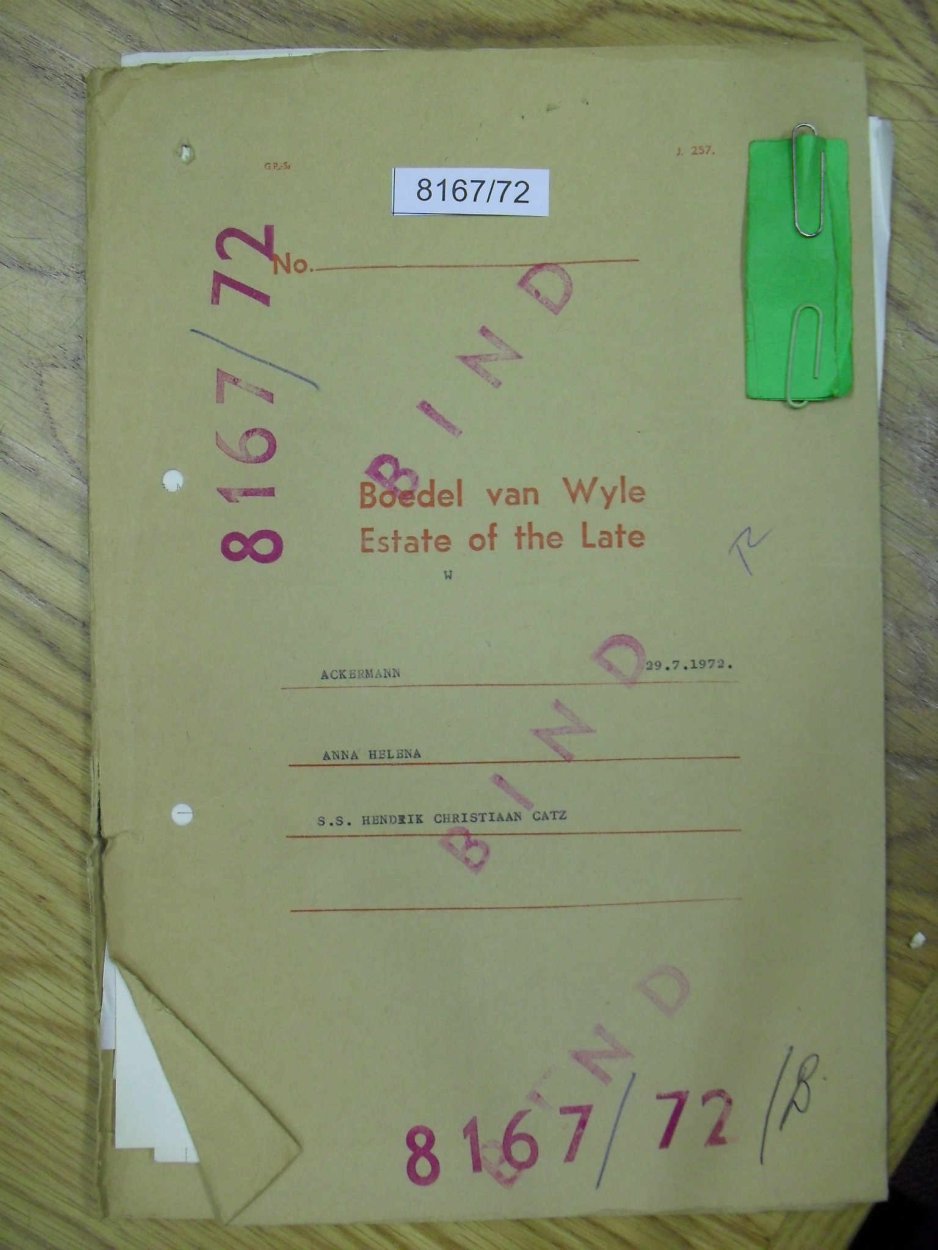 G.P.-S.
J. 257.
8167/72
No.
8167/72
BIND
Boedel van Wyle
Estate of the Late
W
ACKERMANN 29.7.1972.
ANNA HELENA
S.S. HENDRIK CHRISTIAAN CATZ
BIND
BIND
8167/72/B